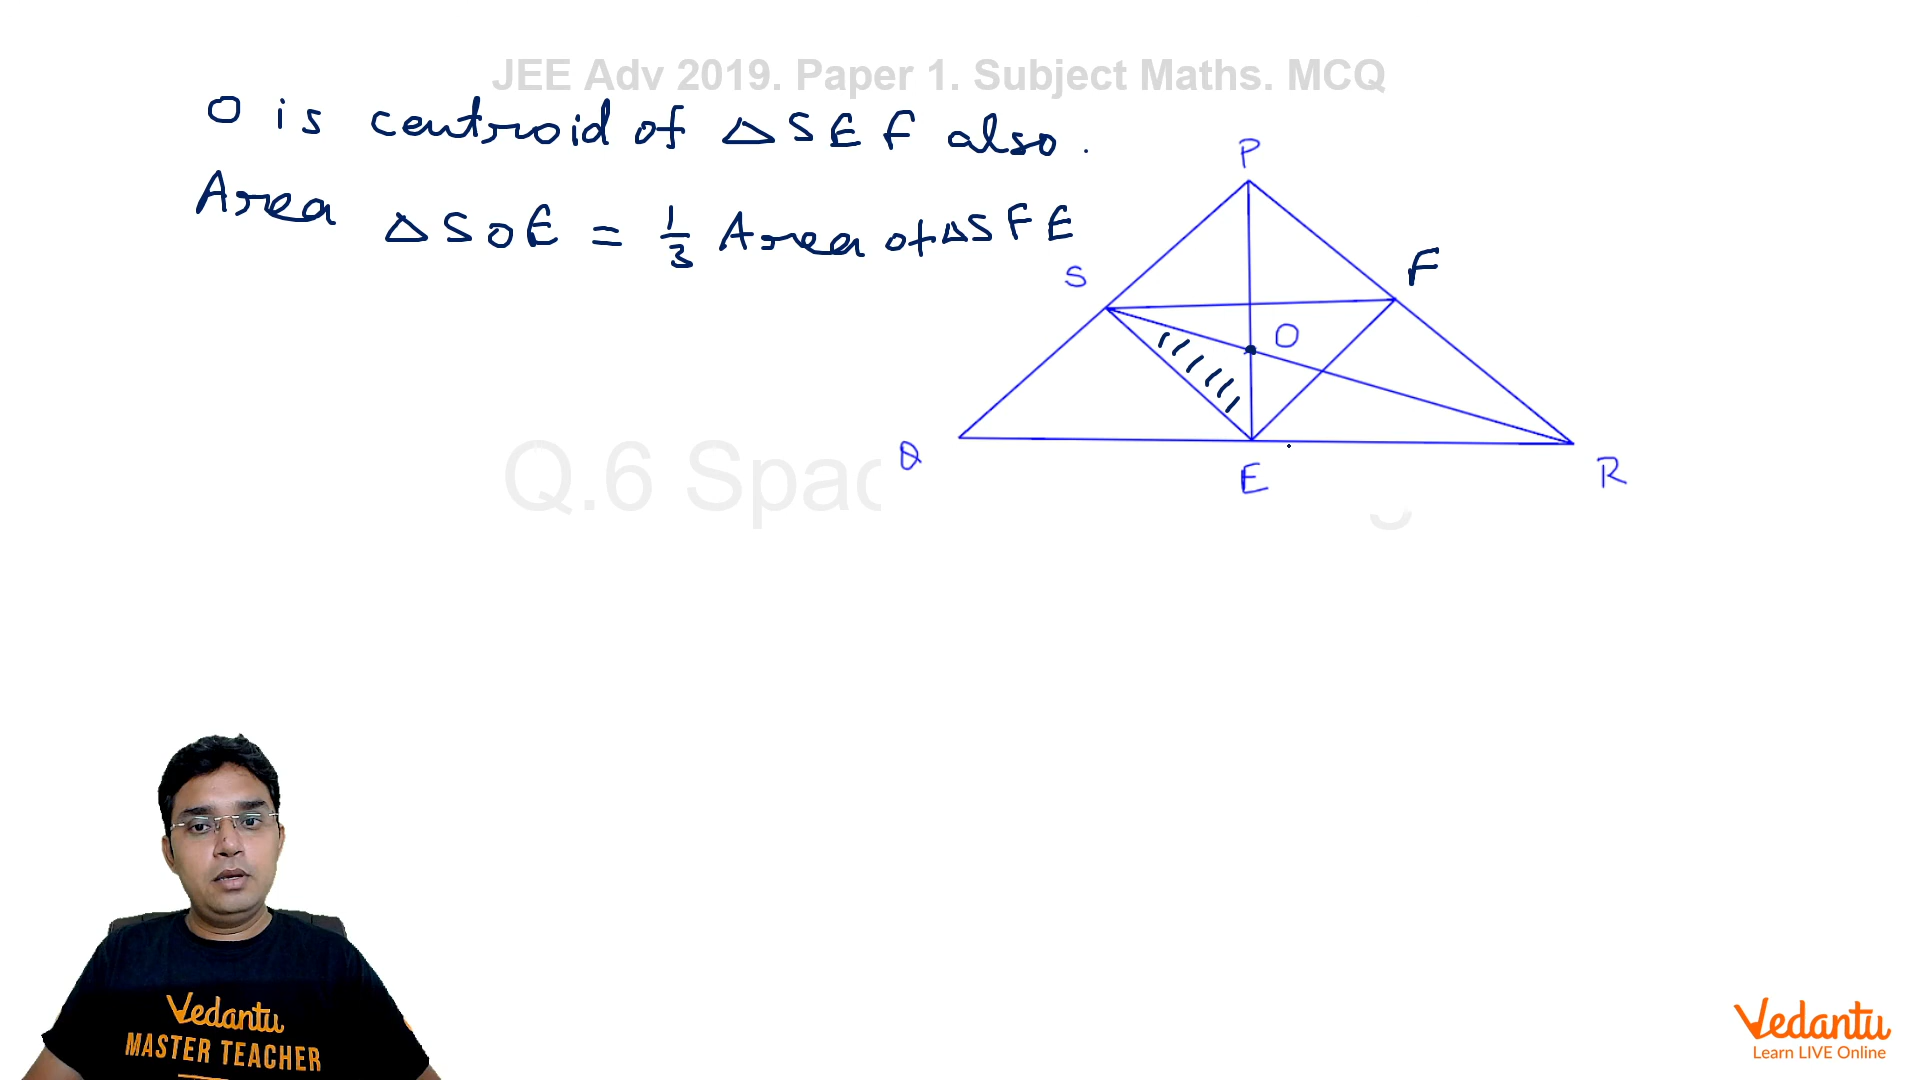 JEE Adv 2019. Paper 1. Subject Maths. MCQ
O is centroid of △SEF also.
Area △SOE = 1/3 Area of △SFE
P
S
F
O
Q
E
R
Q.6 Spac
Vedantu
MASTER TEACHER
Vedantu
Learn LIVE Online